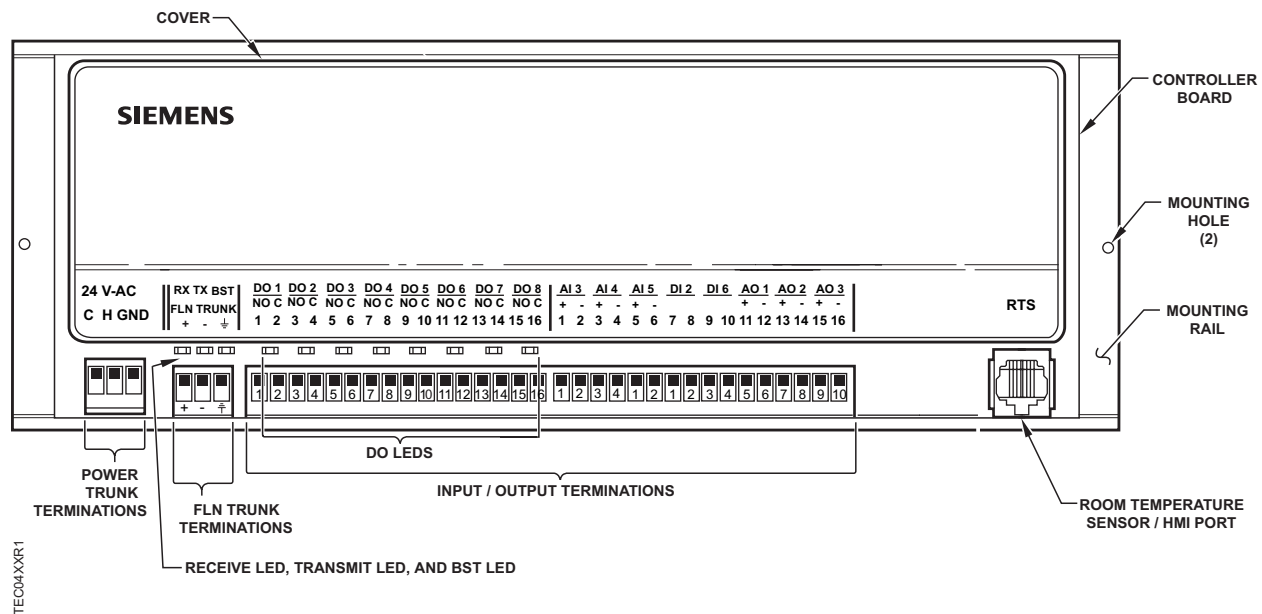 COVER
CONTROLLER
BOARD
SIEMENS
MOUNTING
HOLE
(2)
24 V-AC
C H GND
RX TX BST
FLN TRUNK
+ - ⏚
DO 1 DO 2 DO 3 DO 4 DO 5 DO 6 DO 7 DO 8
NO C NO C NO C NO C NO C NO C NO C NO C
1 2 3 4 5 6 7 8 9 10 11 12 13 14 15 16
AI 3 AI 4 AI 5 DI 2 DI 6 AO 1 AO 2 AO 3
+ - + - + - + - + - + -
1 2 3 4 5 6 7 8 9 10 11 12 13 14 15 16
RTS
MOUNTING
RAIL
1 2 3 4 5 6 7 8 9 10 11 12 13 14 15 16 1 2 3 4 1 2 1 2 3 4 5 6 7 8 9 10
+ - ⏚
DO LEDS
POWER
TRUNK
TERMINATIONS
FLN TRUNK
TERMINATIONS
INPUT / OUTPUT TERMINATIONS
ROOM TEMPERATURE
SENSOR / HMI PORT
RECEIVE LED, TRANSMIT LED, AND BST LED
TEC04XXR1